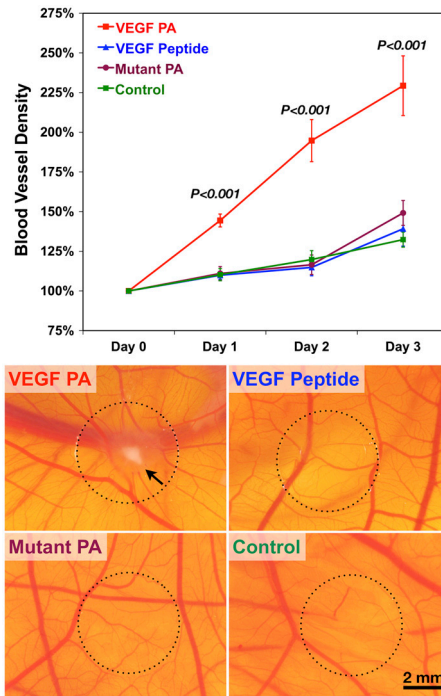 275%
250%
225%
200%
175%
150%
125%
100%
75%
Blood Vessel Density
VEGF PA
VEGF Peptide
Mutant PA
Control
P<0.001
P<0.001
P<0.001
Day 0
Day 1
Day 2
Day 3
VEGF PA
VEGF Peptide
Mutant PA
Control
2 mm